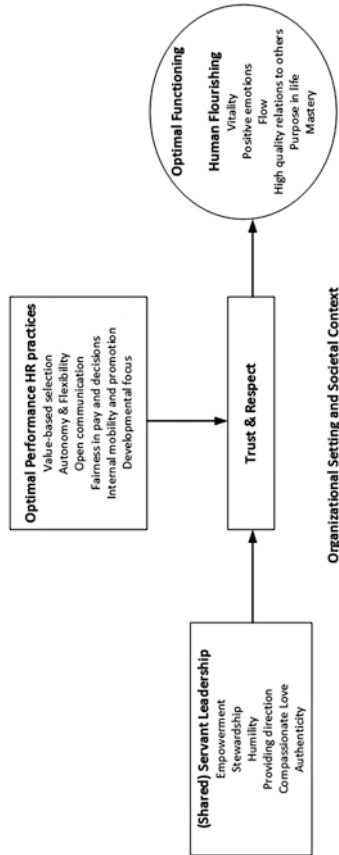 Optimal Performance HR practices
Value-based selection
Autonomy & Flexibility
Open communication
Fairness in pay and decisions
Internal mobility and promotion
Developmental focus
(Shared) Servant Leadership
Empowerment
Stewardship
Humility
Providing direction
Compassionate Love
Authenticity
Trust & Respect
Optimal Functioning
Human Flourishing
Vitality
Positive emotions
Flow
High quality relations to others
Purpose in life
Mastery
Organizational Setting and Societal Context